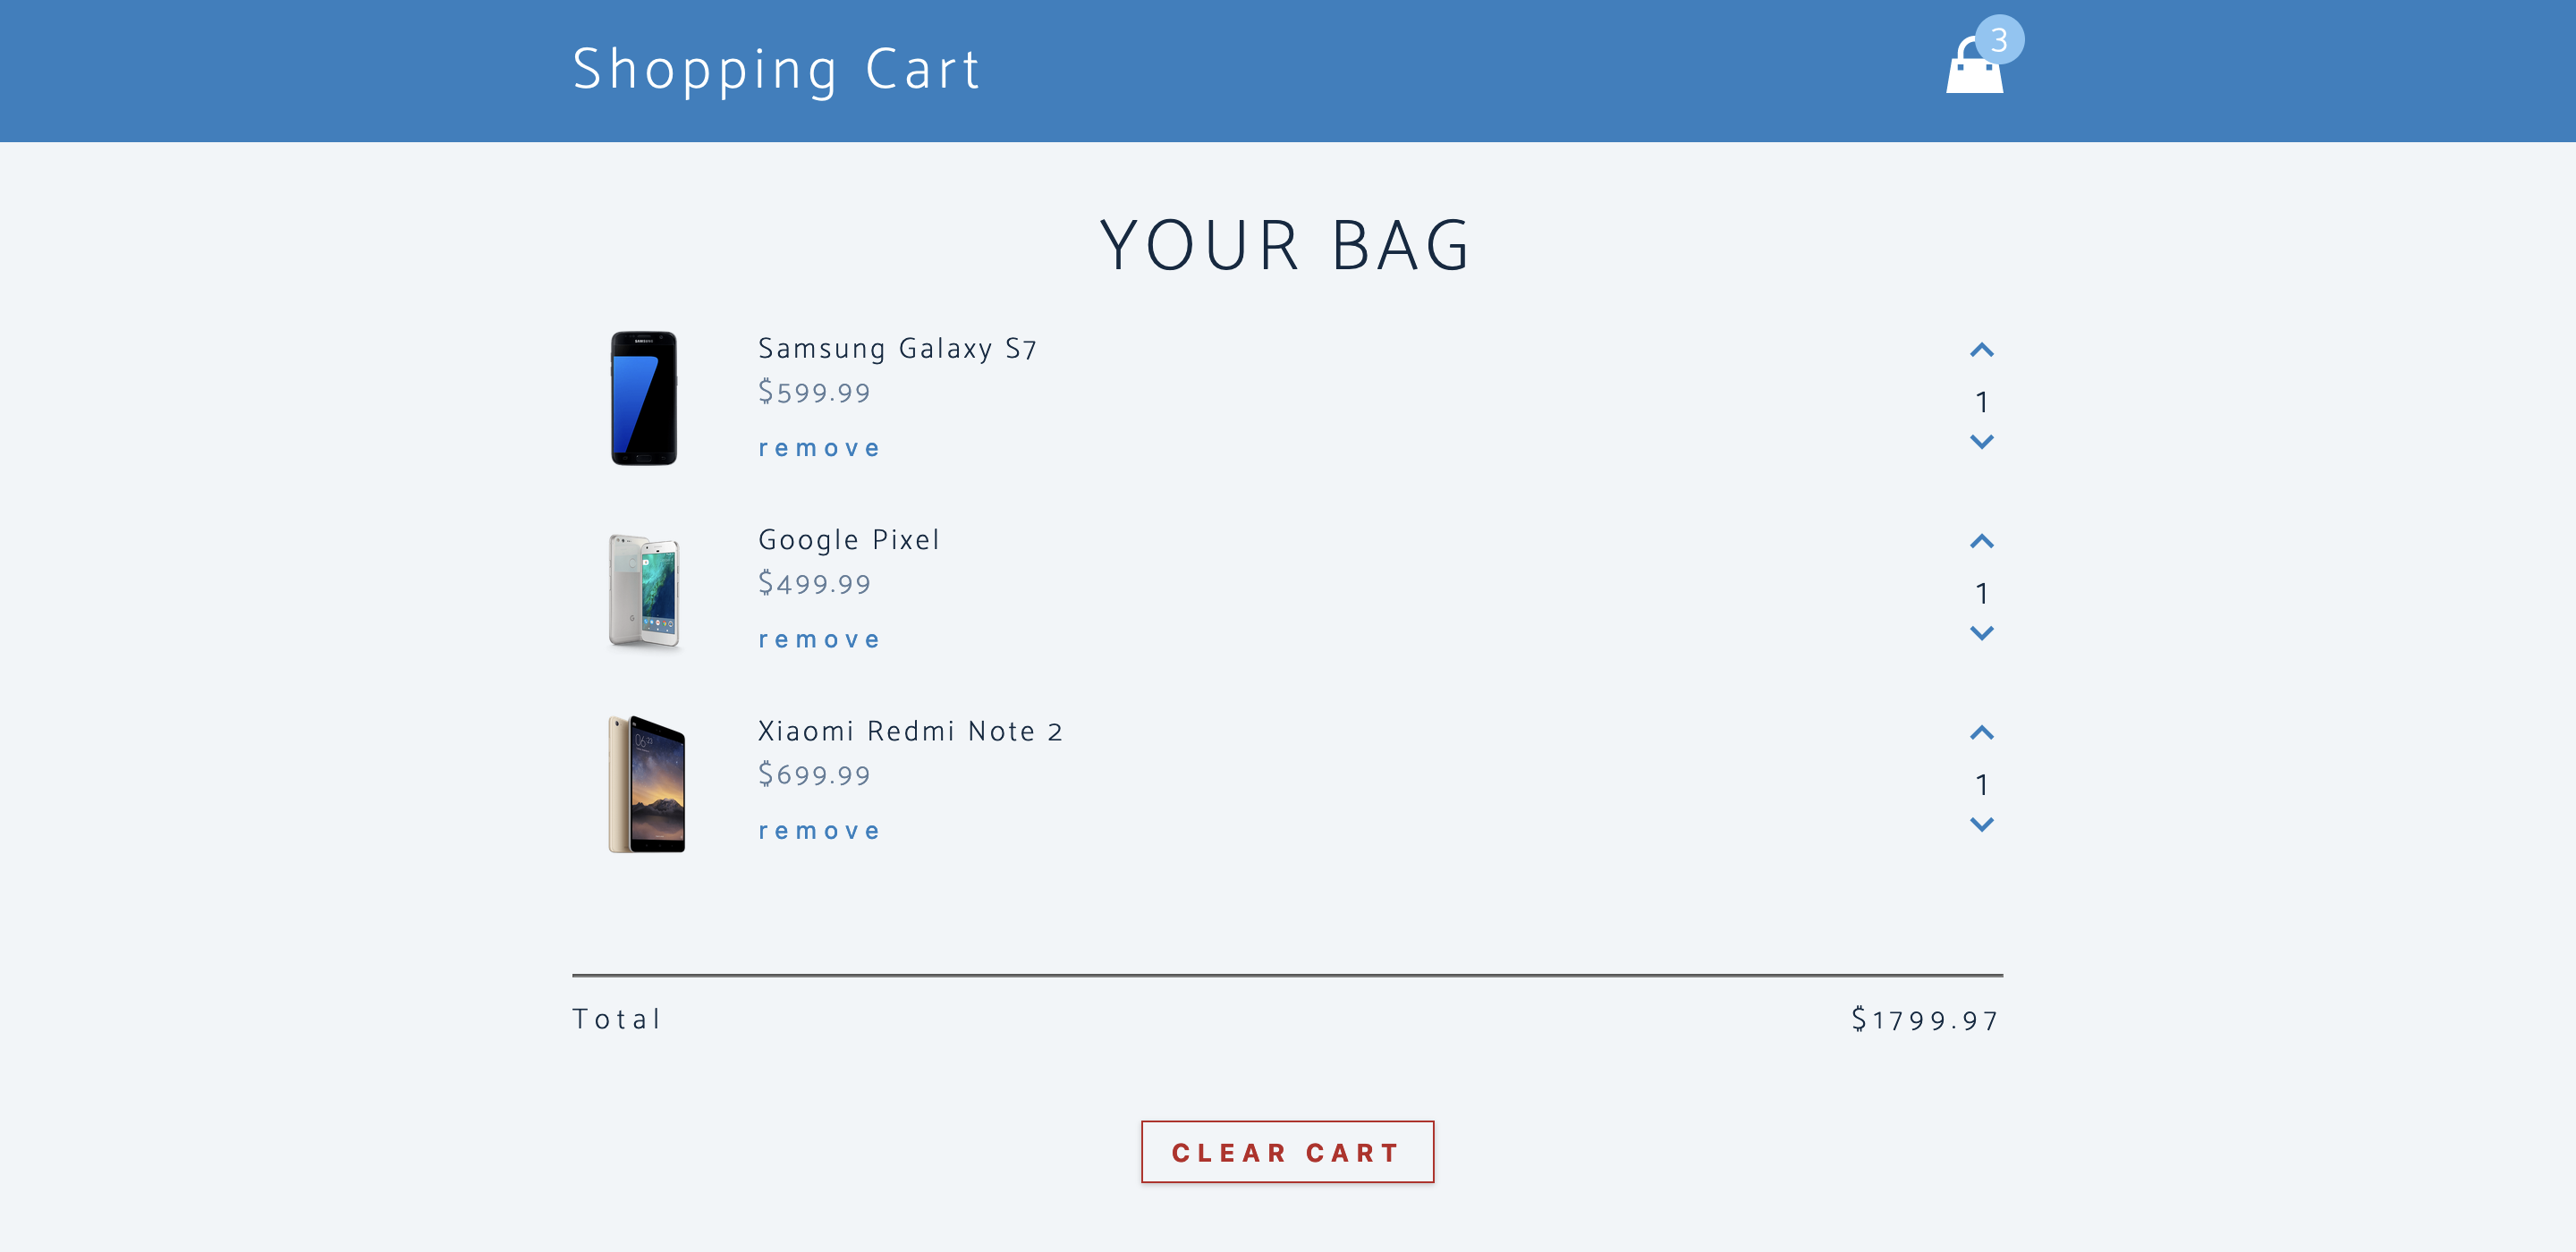 Shopping Cart
3
YOUR BAG
Samsung Galaxy S7
$599.99
remove
1
Google Pixel
$499.99
remove
1
Xiaomi Redmi Note 2
$699.99
remove
1
Total
$1799.97
CLEAR CART